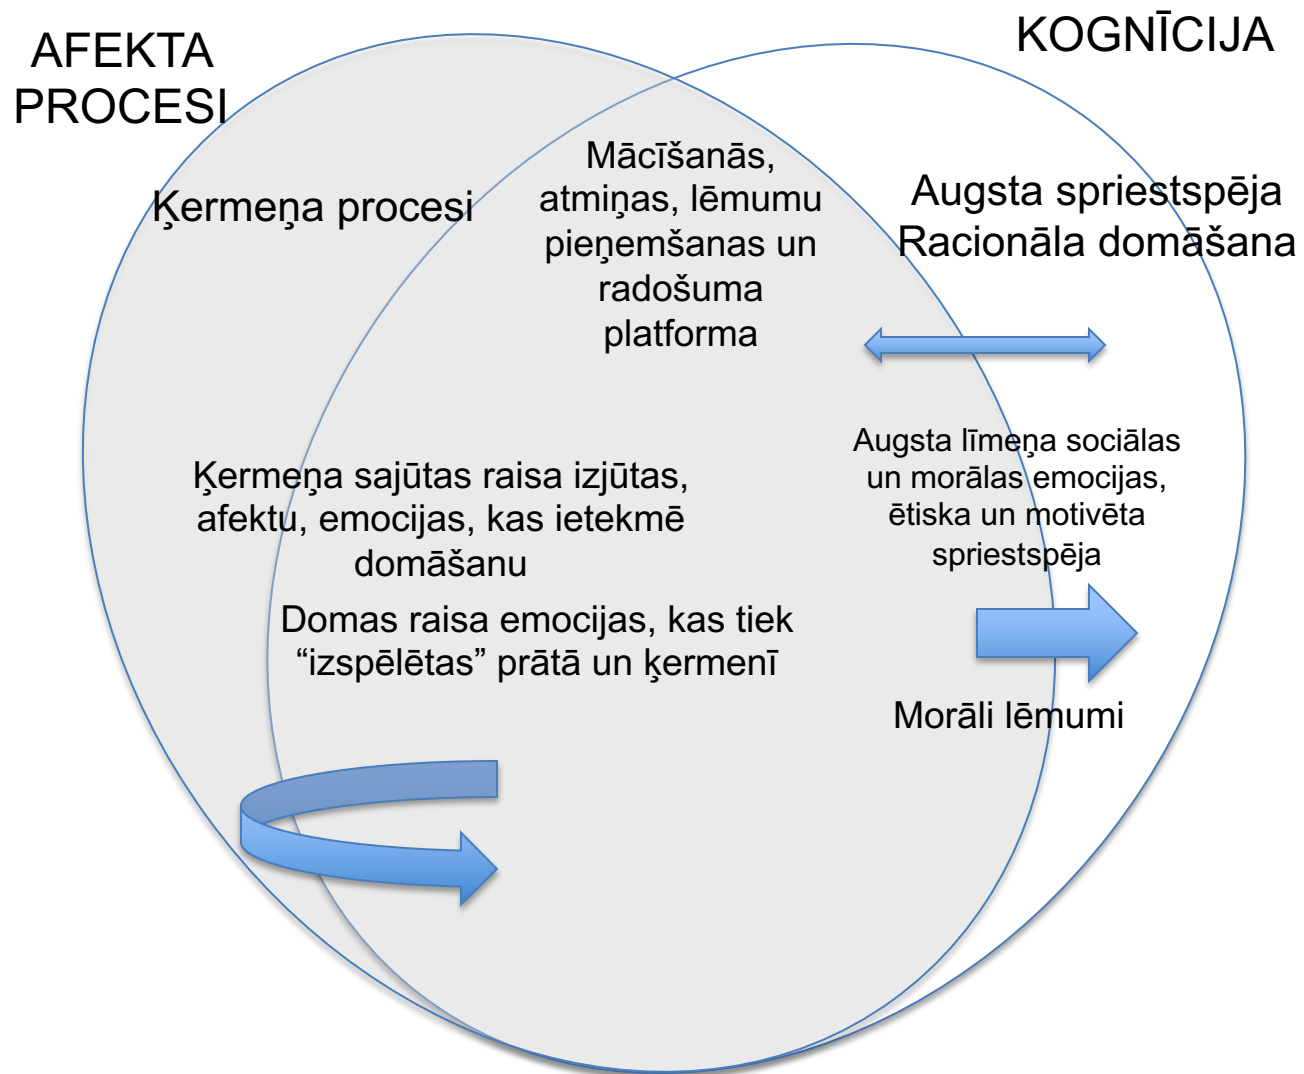 AFEKTA
PROCESI
KOGNĪCIJA
Ķermeņa procesi
Mācīšanās,
atmiņas, lēmumu
pieņemšanas un
radošuma
platforma
Augsta spriestspēja
Racionāla domāšana
Ķermeņa sajūtas raisa izjūtas,
afektu, emocijas, kas ietekmē
domāšanu
Domas raisa emocijas, kas tiek
“izspēlētas” prātā un ķermenī
Augsta līmeņa sociālas
un morālas emocijas,
ētiska un motivēta
spriestspēja
Morāli lēmumi